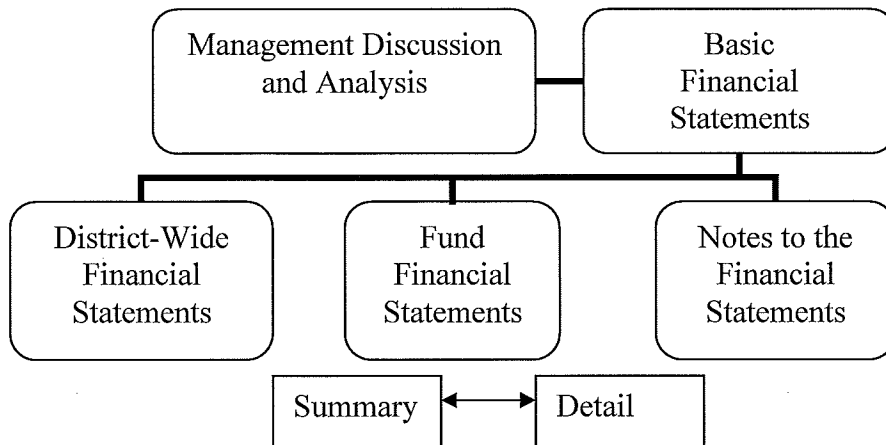 Management Discussion
and Analysis
Basic
Financial
Statements
District-Wide
Financial
Statements
Fund
Financial
Statements
Notes to the
Financial
Statements
Summary
Detail